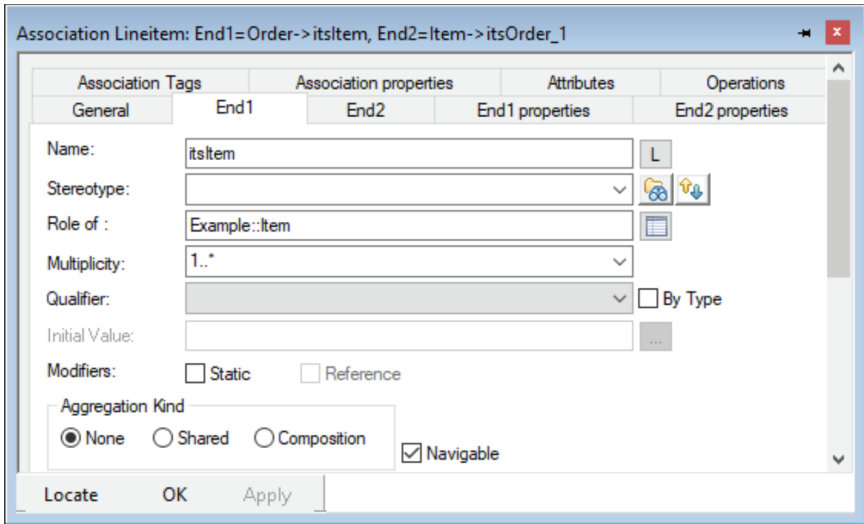 Association Lineitem: End1=Order->itsItem, End2=Item->itsOrder_1
x
Association Tags Association properties Attributes Operations
General End1 End2 End1 properties End2 properties
Name: itsItem L
Stereotype:
Role of : Example::Item
Multiplicity: 1..*
Qualifier: By Type
Initial Value: ...
Modifiers: Static Reference
Aggregation Kind
None Shared Composition Navigable
Locate OK Apply